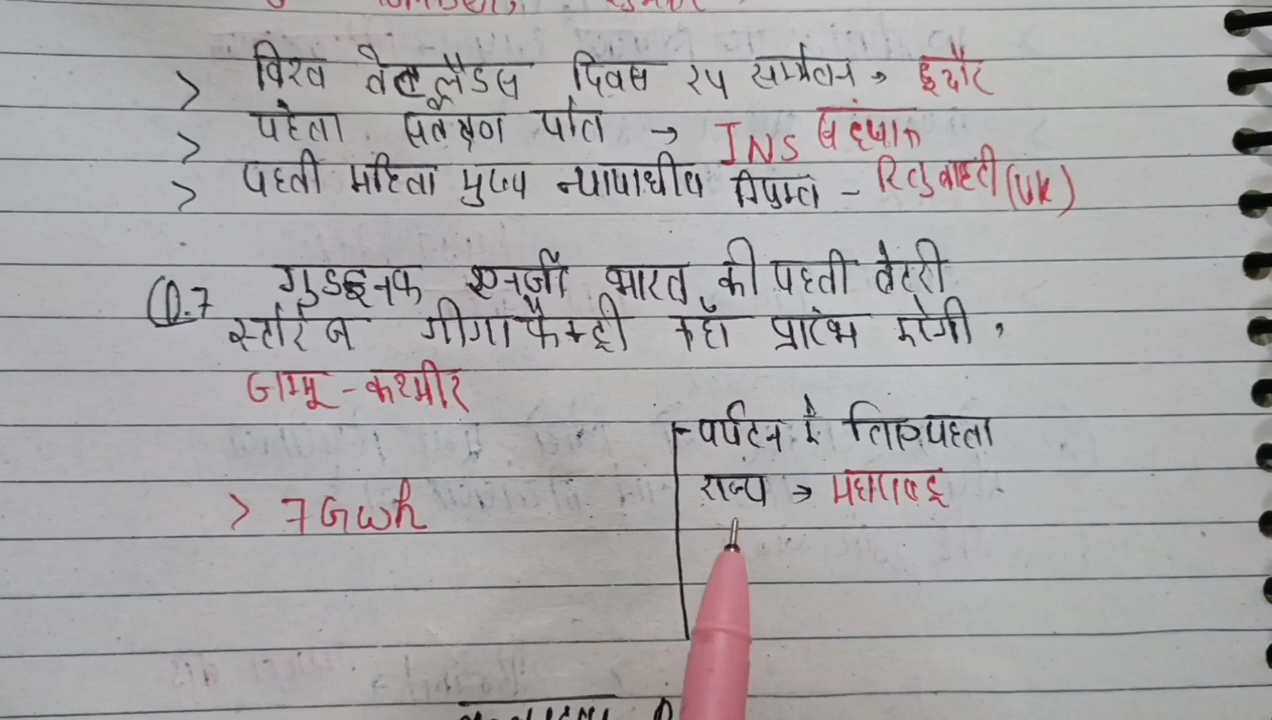 > विश्व वेटलैंडस दिवस 24 सम्मेलन → इंदौर
> पहला सर्वेक्षण पोत → INS संध्याक
> पहली महिला मुख्य न्यायाधीश नियुक्त - रितु बाहरी (UK)
Q.7 गुडइनफ एनर्जी भारत की पहली बैटरी
स्टोरेज गीगाफैक्ट्री कहाँ प्रारंभ करेगी,
जम्मू-कश्मीर
> 7Gwh
- पर्यटन के लिए पहला
राज्य → महाराष्ट्र